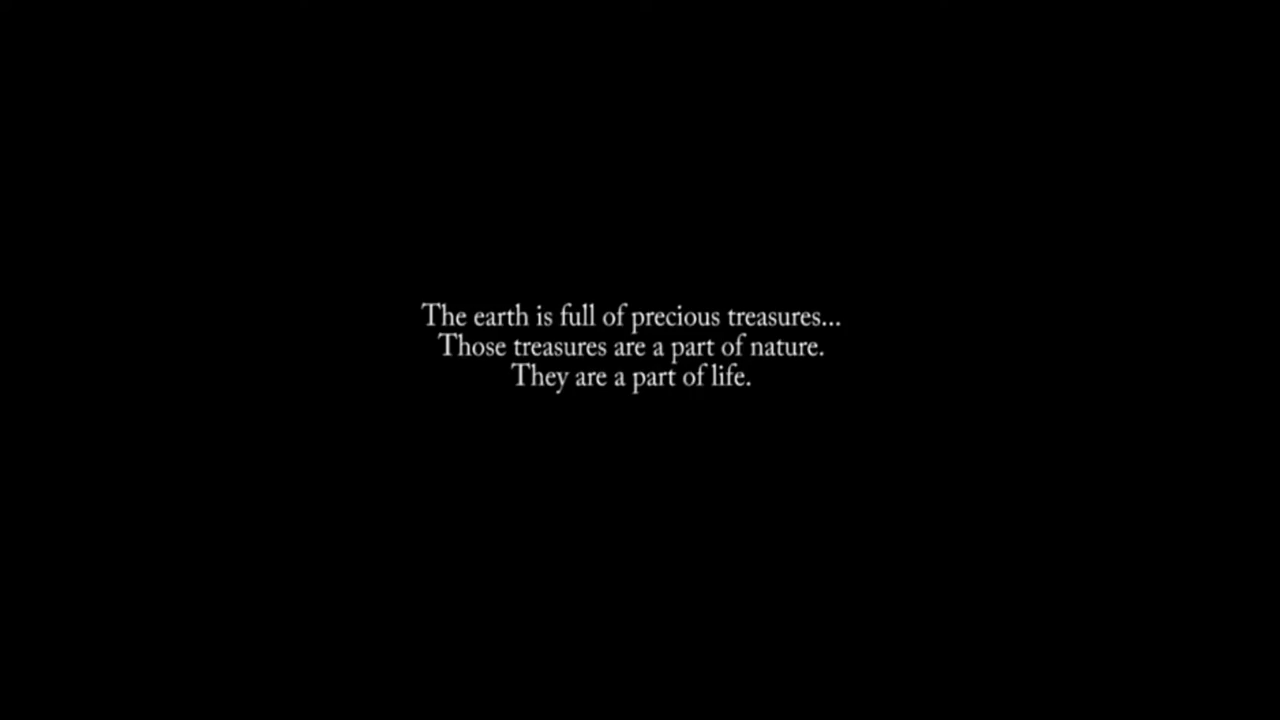 The earth is full of precious treasures...
Those treasures are a part of nature.
They are a part of life.